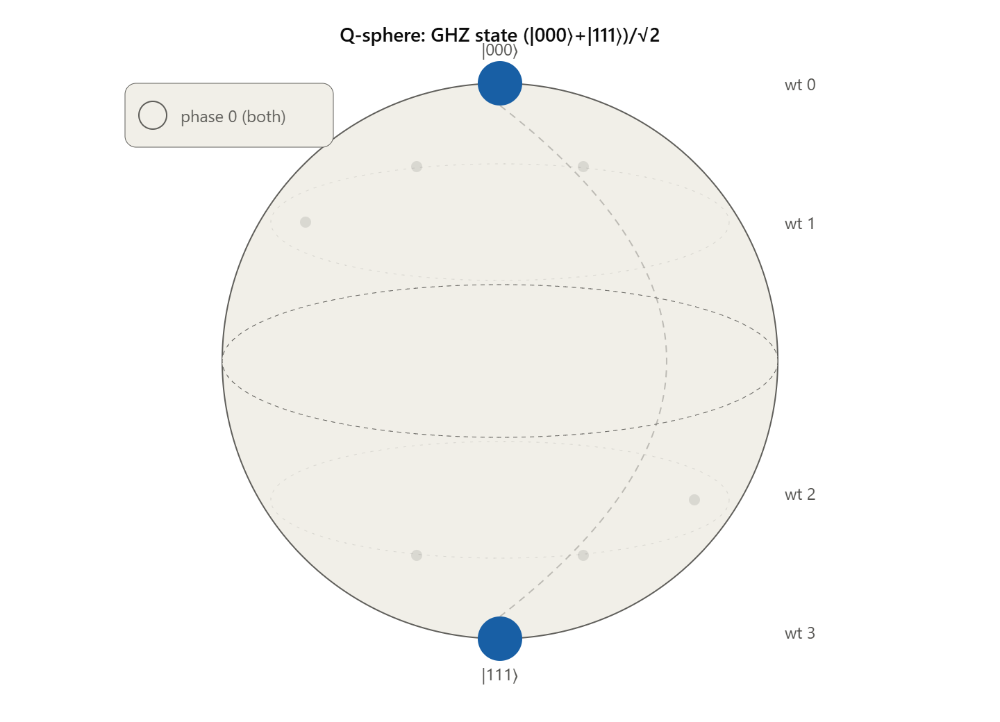 Q-sphere: GHZ state (|000⟩+|111⟩)/√2
|000⟩
wt 0
phase 0 (both)
wt 1
wt 2
wt 3
|111⟩